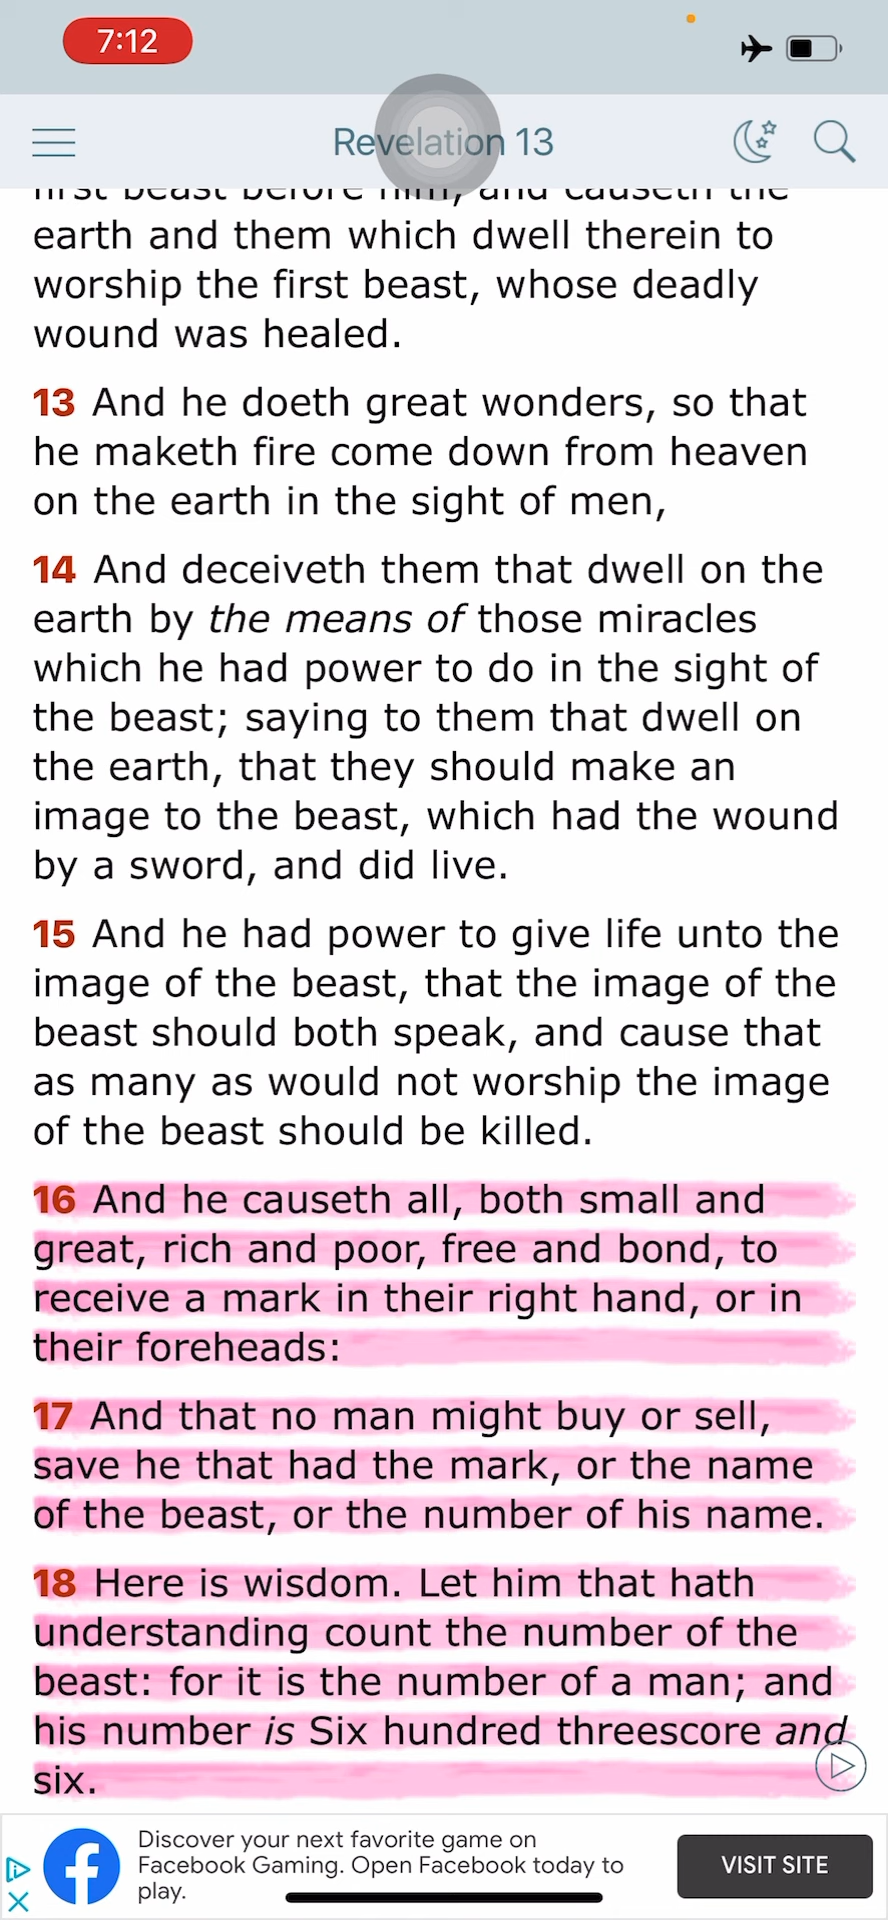 7:12
Revelation 13
first beast before him, and causeth the
earth and them which dwell therein to
worship the first beast, whose deadly
wound was healed.
13 And he doeth great wonders, so that
he maketh fire come down from heaven
on the earth in the sight of men,
14 And deceiveth them that dwell on the
earth by the means of those miracles
which he had power to do in the sight of
the beast; saying to them that dwell on
the earth, that they should make an
image to the beast, which had the wound
by a sword, and did live.
15 And he had power to give life unto the
image of the beast, that the image of the
beast should both speak, and cause that
as many as would not worship the image
of the beast should be killed.
16 And he causeth all, both small and
great, rich and poor, free and bond, to
receive a mark in their right hand, or in
their foreheads:
17 And that no man might buy or sell,
save he that had the mark, or the name
of the beast, or the number of his name.
18 Here is wisdom. Let him that hath
understanding count the number of the
beast: for it is the number of a man; and
his number is Six hundred threescore and
six.
Discover your next favorite game on
Facebook Gaming. Open Facebook today to
play.
VISIT SITE